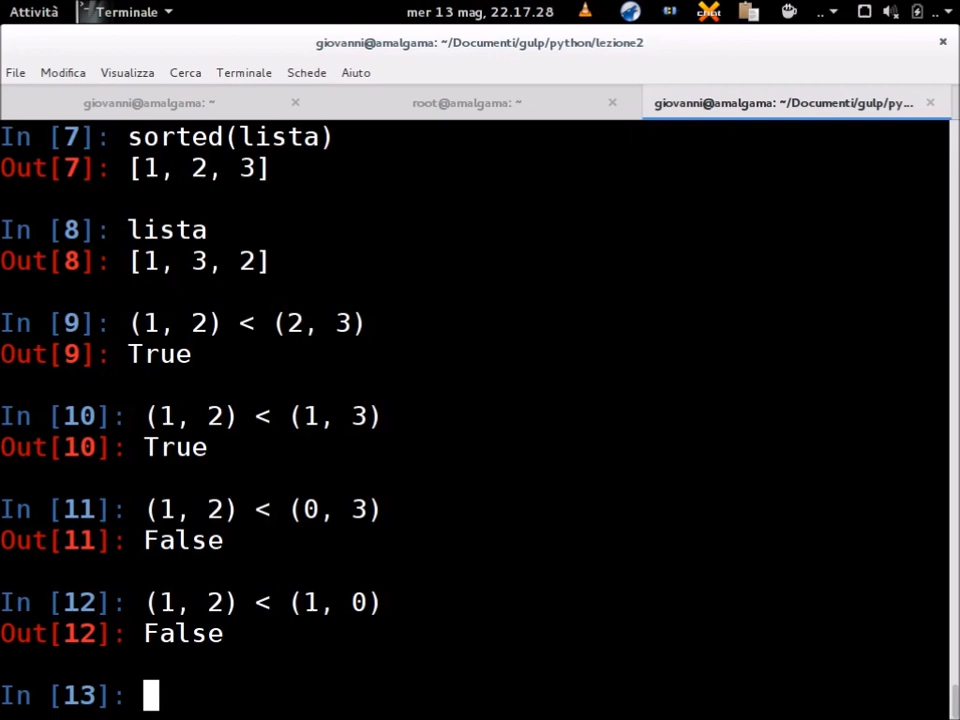 Attività Terminale mer 13 mag, 22.17.28 chat .. ..
giovanni@amalgama: ~/Documenti/gulp/python/lezione2 ×
File Modifica Visualizza Cerca Terminale Schede Aiuto
giovanni@amalgama: ~ × root@amalgama: ~ × giovanni@amalgama: ~/Documenti/gulp/py... ×
In [7]: sorted(lista)
Out[7]: [1, 2, 3]
In [8]: lista
Out[8]: [1, 3, 2]
In [9]: (1, 2) < (2, 3)
Out[9]: True
In [10]: (1, 2) < (1, 3)
Out[10]: True
In [11]: (1, 2) < (0, 3)
Out[11]: False
In [12]: (1, 2) < (1, 0)
Out[12]: False
In [13]: